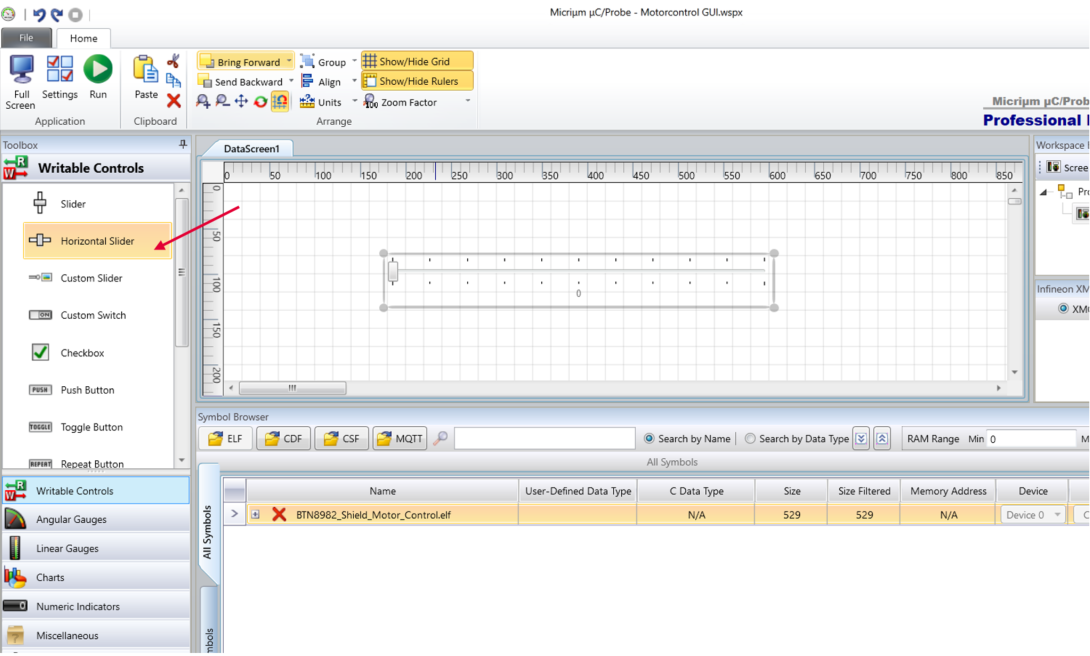 Micriµm µC/Probe - Motorcontrol GUI.wspx
File
Home
Full Screen
Settings
Run
Paste
Bring Forward
Send Backward
Group
Align
Units
Show/Hide Grid
Show/Hide Rulers
Zoom Factor
Application
Clipboard
Arrange
Micriµm µC/Prob
Professional
Toolbox
Writable Controls
Slider
Horizontal Slider
Custom Slider
Custom Switch
Checkbox
PUSH Push Button
TOGGLE Toggle Button
REPEAT Repeat Button
Writable Controls
Angular Gauges
Linear Gauges
Charts
Numeric Indicators
Miscellaneous
DataScreen1
0 50 100 150 200 250 300 350 400 450 500 550 600 650 700 750 800 850
0
50
100
150
200
0
Workspace
Scree
Pr
Infineon XM
XM
Symbol Browser
ELF CDF CSF MQTT Search by Name Search by Data Type RAM Range Min 0 M
All Symbols
Name User-Defined Data Type C Data Type Size Size Filtered Memory Address Device
BTN8982_Shield_Motor_Control.elf N/A 529 529 N/A Device 0 C
All Symbols
mbols